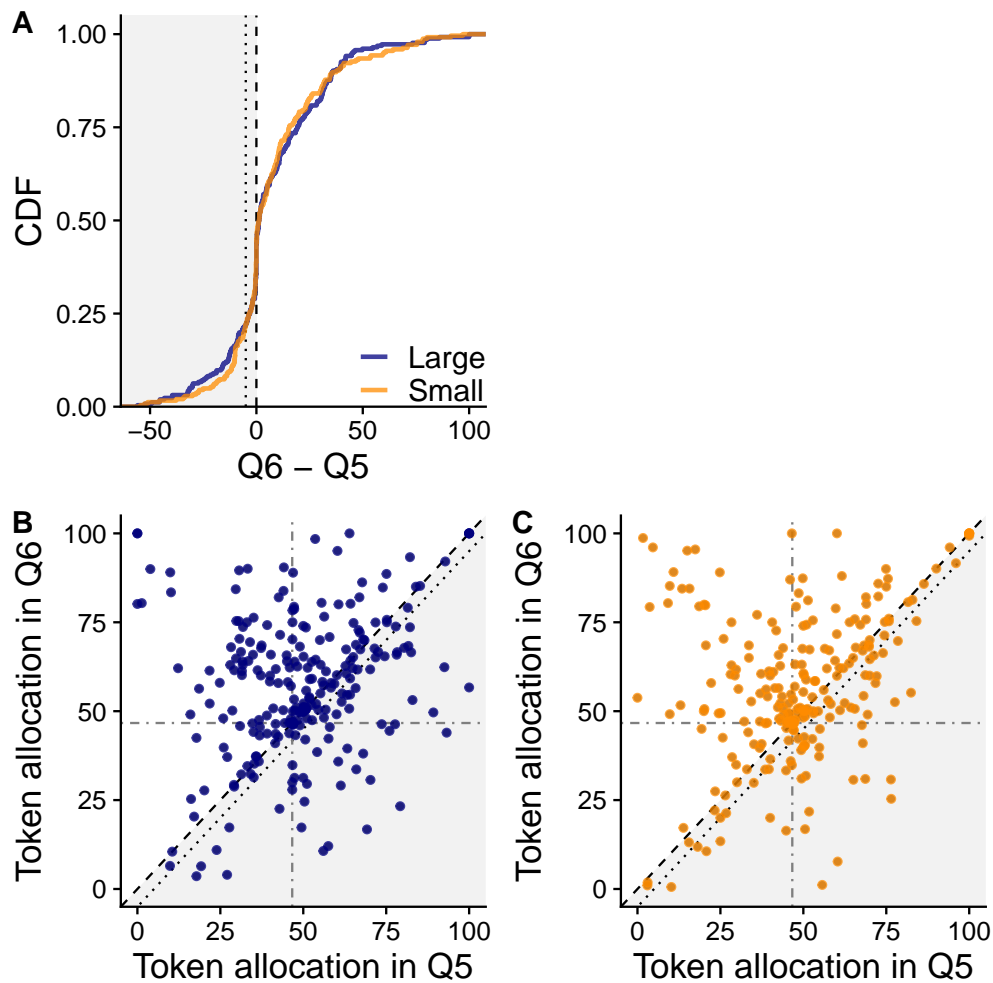 A
1.00
0.75
0.50
0.25
0.00
CDF
Large
Small
−50 0 50 100
Q6 − Q5
B
100
75
50
25
0
Token allocation in Q6
0 25 50 75 100
Token allocation in Q5
C
100
75
50
25
0
Token allocation in Q6
0 25 50 75 100
Token allocation in Q5